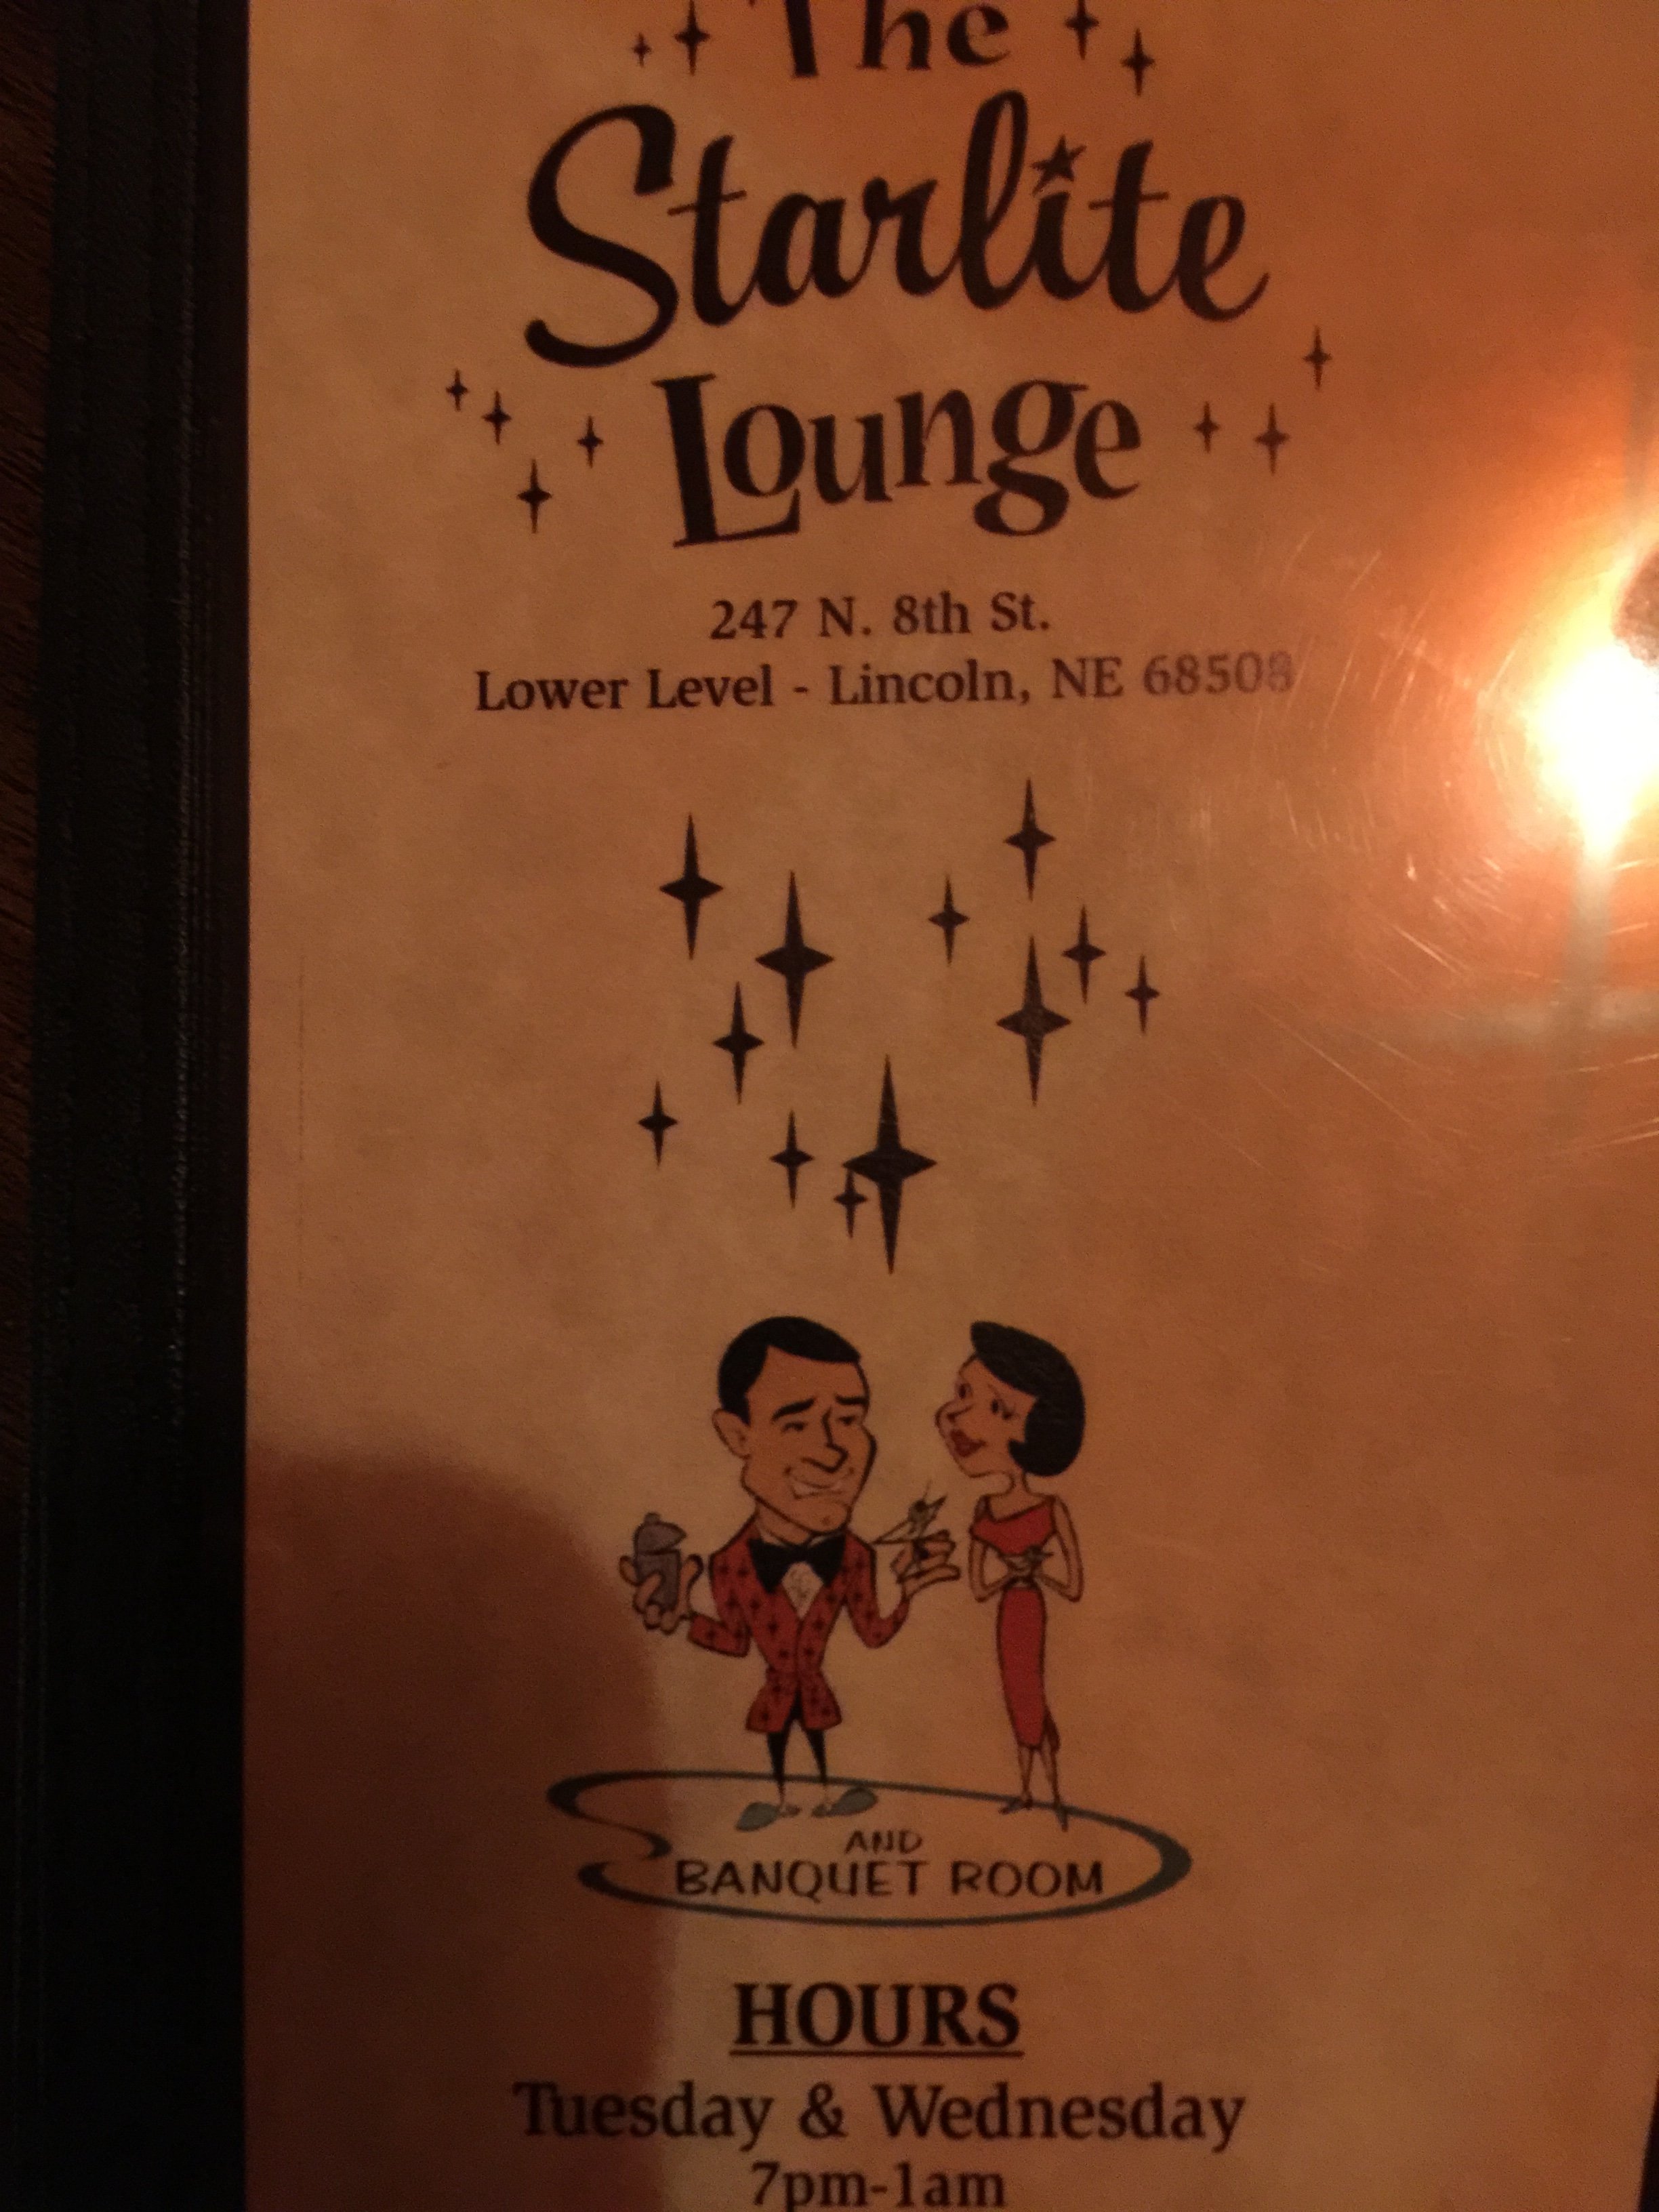 The
Starlite
Lounge
247 N. 8th St.
Lower Level - Lincoln, NE 68508
AND
BANQUET ROOM
HOURS
Tuesday & Wednesday
7pm-1am